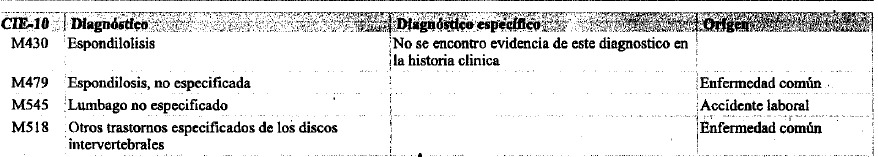 CIE-10 Diagnóstico Diagnóstico específico Origen
M430 Espondilolisis No se encontro evidencia de este diagnostico en
la historia clinica
M479 Espondilosis, no especificada Enfermedad común
M545 Lumbago no especificado Accidente laboral
M518 Otros trastornos especificados de los discos Enfermedad común
intervertebrales